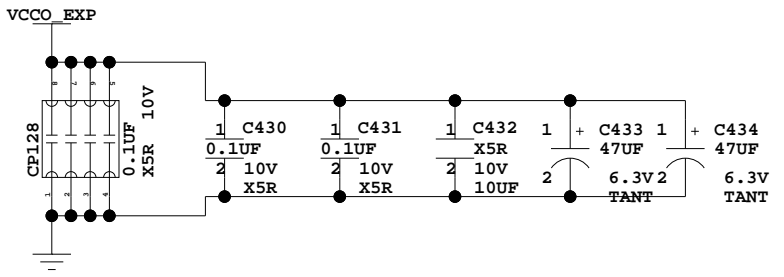 VCCO_EXP
8 7 6 5
CP128
0.1UF 10V
X5R
1 2 3 4
1 C430
0.1UF
2 10V
X5R
1 C431
0.1UF
2 10V
X5R
1 C432
X5R
2 10V
10UF
1 + C433
47UF
2 6.3V
TANT
1 + C434
47UF
2 6.3V
TANT